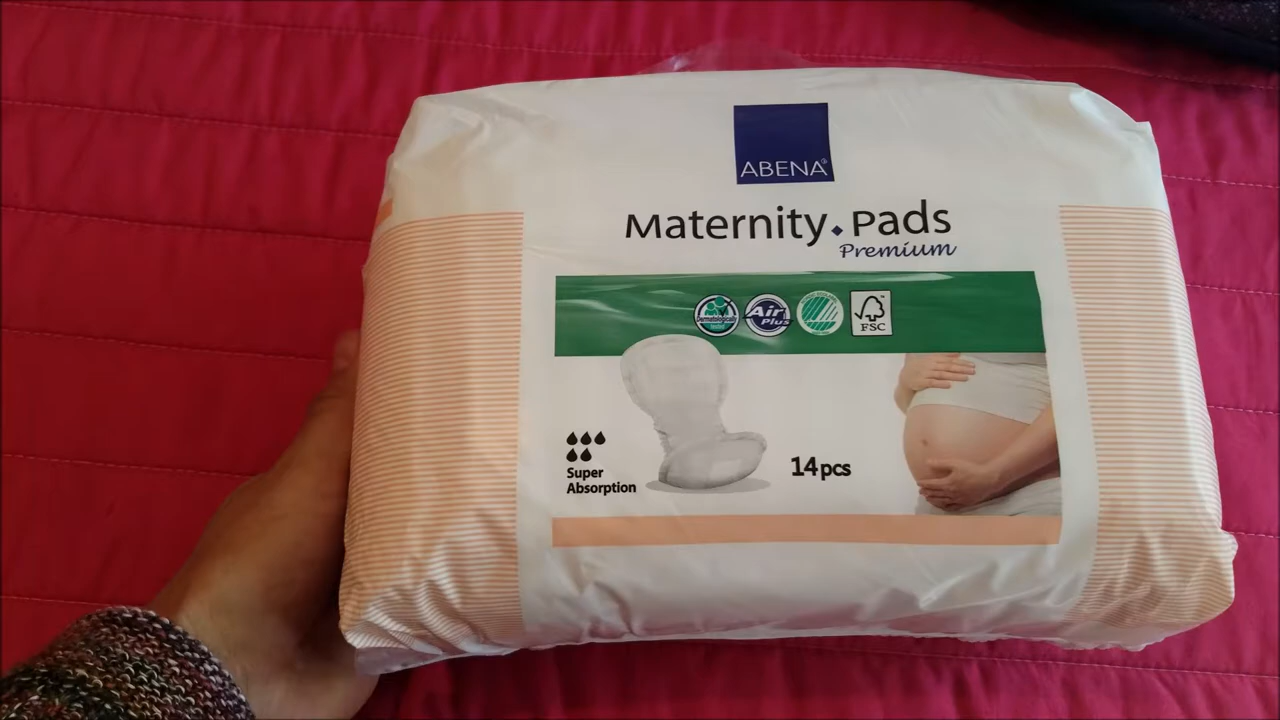 ABENA®
Maternity Pads
Premium
Air
Plus
FSC
Super
Absorption
14pcs